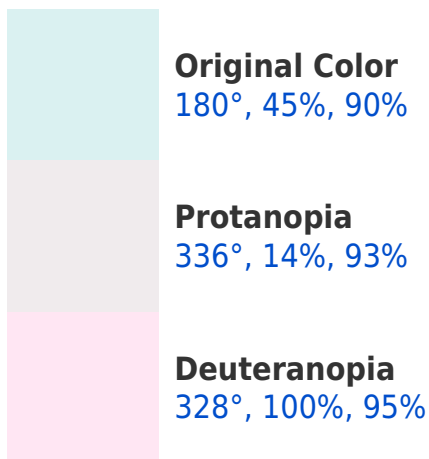 Original Color
180°, 45%, 90%
Protanopia
336°, 14%, 93%
Deuteranopia
328°, 100%, 95%